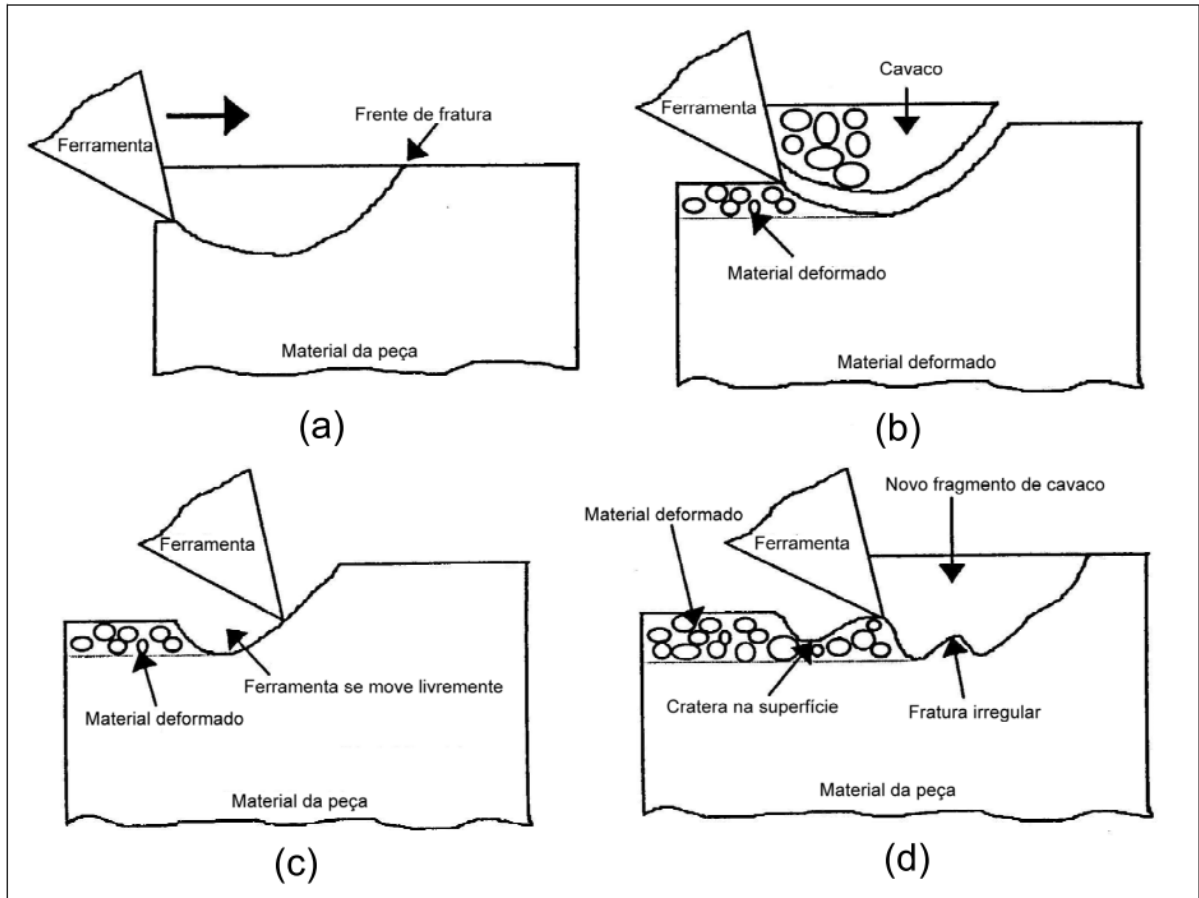 Ferramenta
Frente de fratura
Material da peça
(a)
Cavaco
Ferramenta
Material deformado
Material deformado
(b)
Ferramenta
Ferramenta se move livremente
Material deformado
Material da peça
(c)
Novo fragmento de cavaco
Material deformado
Ferramenta
Cratera na superfície
Fratura irregular
Material da peça
(d)